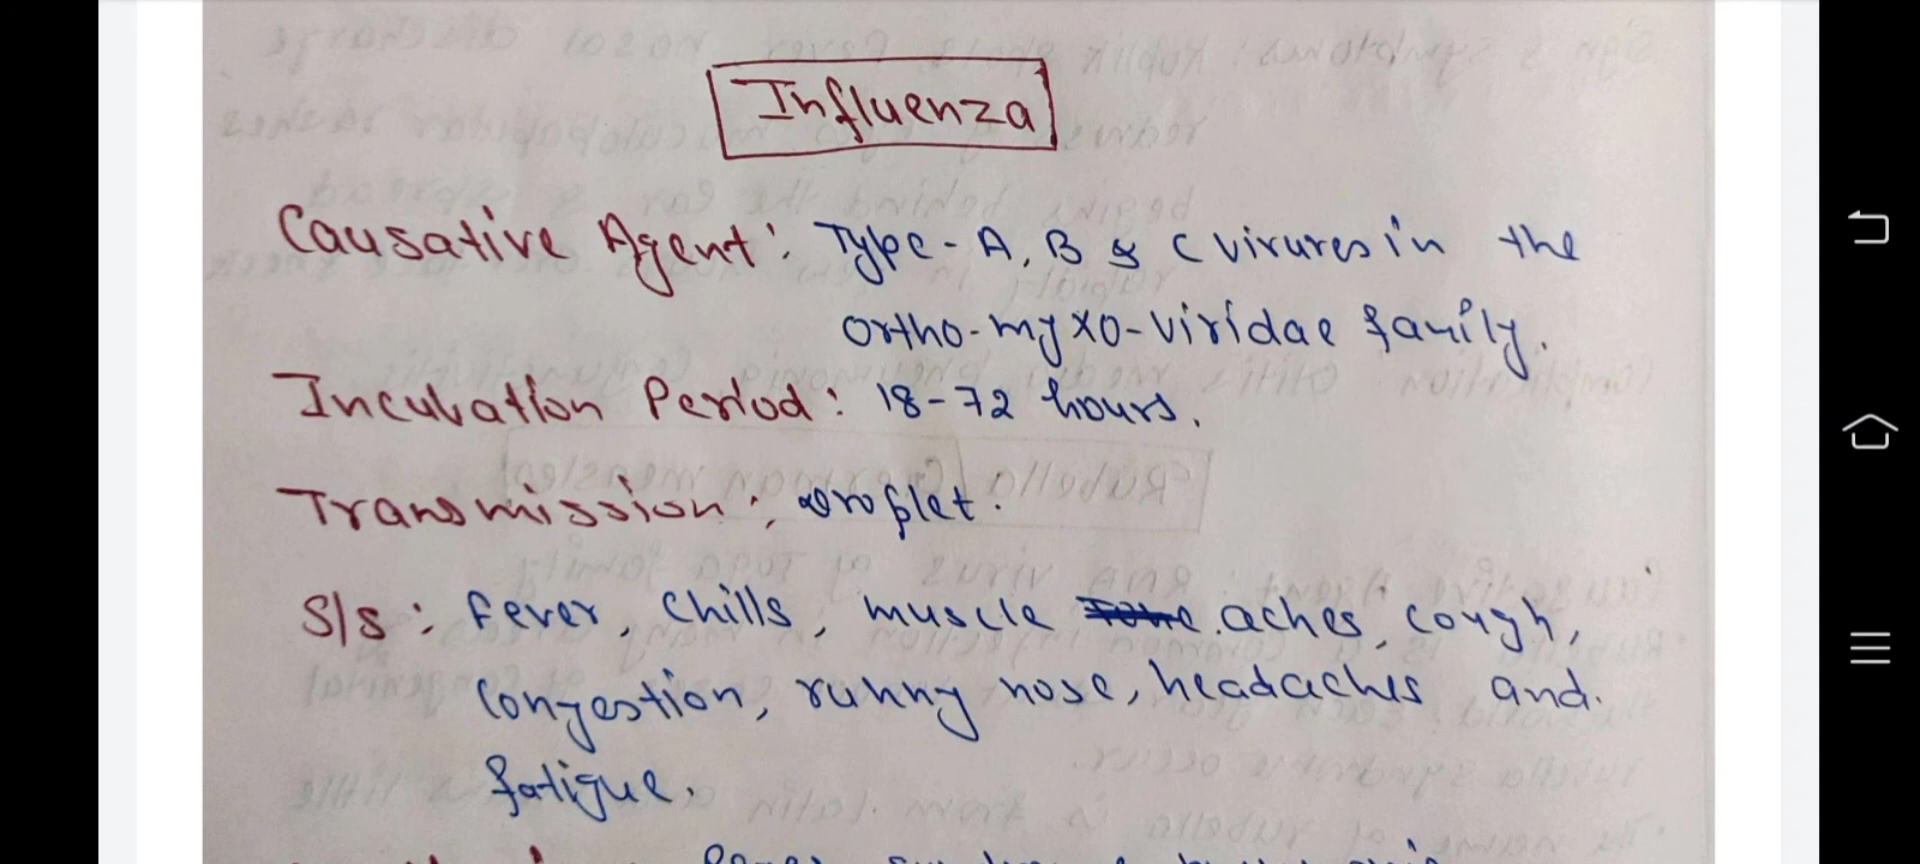 Influenza
Causative Agent: Type-A, B & C virures in the
Ortho-myxo-viridae family.
Incubation Period: 18-72 hours.
Transmission: Droplet.
S/s: Fever, Chills, muscle aches, cough,
Congestion, runny nose, headaches and.
fatigue.